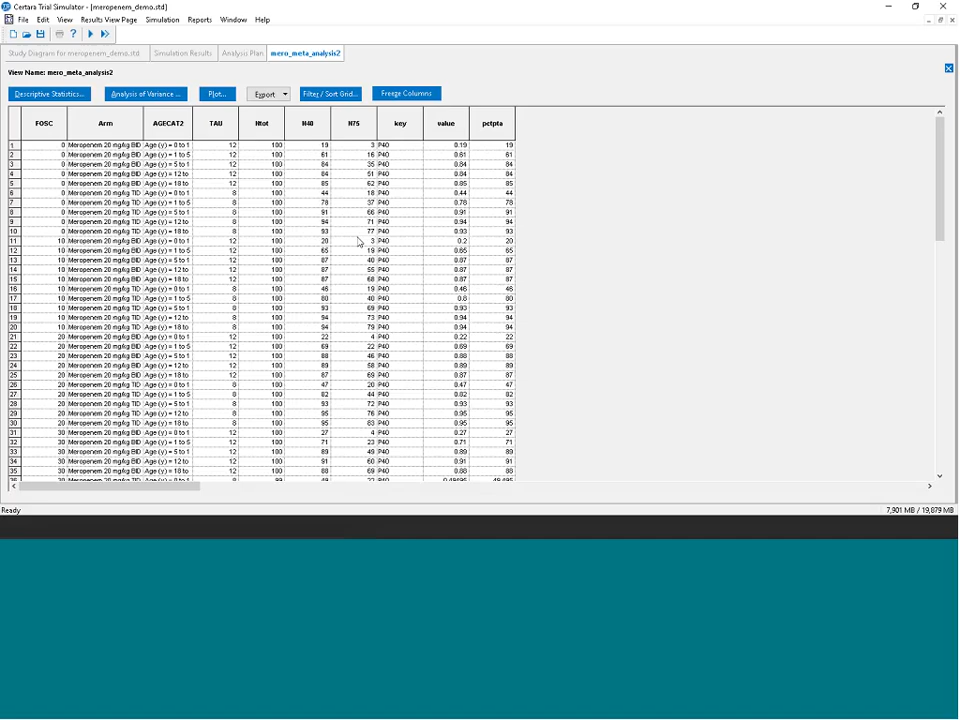 Certara Trial Simulator - [meropenem_demo.std]
File Edit View Results View Page Simulation Reports Window Help
Study Diagram for meropenem_demo.std Simulation Results Analysis Plan mero_meta_analysis2
View Name: mero_meta_analysis2
Descriptive Statistics... Analysis of Variance ... Plot... Export Filter / Sort Grid... Freege Columns
FOSC Arm AGECAT2 TAU Ntot N40 N75 key value pctpta
1 0 Meropenem 20 mg/kg BID Age (y) = 0 to 1 12 100 19 3 P40 0.19 19
2 0 Meropenem 20 mg/kg BID Age (y) = 1 to 5 12 100 61 16 P40 0.61 61
3 0 Meropenem 20 mg/kg BID Age (y) = 5 to 1 12 100 84 35 P40 0.84 84
4 0 Meropenem 20 mg/kg BID Age (y) = 12 to 12 100 84 51 P40 0.84 84
5 0 Meropenem 20 mg/kg BID Age (y) = 18 to 12 100 85 62 P40 0.85 85
6 0 Meropenem 20 mg/kg TID Age (y) = 0 to 1 8 100 44 18 P40 0.44 44
7 0 Meropenem 20 mg/kg TID Age (y) = 1 to 5 8 100 78 37 P40 0.78 78
8 0 Meropenem 20 mg/kg TID Age (y) = 5 to 1 8 100 91 66 P40 0.91 91
9 0 Meropenem 20 mg/kg TID Age (y) = 12 to 8 100 94 71 P40 0.94 94
10 0 Meropenem 20 mg/kg TID Age (y) = 18 to 8 100 93 77 P40 0.93 93
11 10 Meropenem 20 mg/kg BID Age (y) = 0 to 1 12 100 20 3 P40 0.2 20
12 10 Meropenem 20 mg/kg BID Age (y) = 1 to 5 12 100 65 19 P40 0.65 65
13 10 Meropenem 20 mg/kg BID Age (y) = 5 to 1 12 100 87 40 P40 0.87 87
14 10 Meropenem 20 mg/kg BID Age (y) = 12 to 12 100 87 55 P40 0.87 87
15 10 Meropenem 20 mg/kg BID Age (y) = 18 to 12 100 87 68 P40 0.87 87
16 10 Meropenem 20 mg/kg TID Age (y) = 0 to 1 8 100 46 19 P40 0.46 46
17 10 Meropenem 20 mg/kg TID Age (y) = 1 to 5 8 100 80 40 P40 0.8 80
18 10 Meropenem 20 mg/kg TID Age (y) = 5 to 1 8 100 93 69 P40 0.93 93
19 10 Meropenem 20 mg/kg TID Age (y) = 12 to 8 100 94 73 P40 0.94 94
20 10 Meropenem 20 mg/kg TID Age (y) = 18 to 8 100 94 79 P40 0.94 94
21 20 Meropenem 20 mg/kg BID Age (y) = 0 to 1 12 100 22 4 P40 0.22 22
22 20 Meropenem 20 mg/kg BID Age (y) = 1 to 5 12 100 69 22 P40 0.69 69
23 20 Meropenem 20 mg/kg BID Age (y) = 5 to 1 12 100 88 46 P40 0.88 88
24 20 Meropenem 20 mg/kg BID Age (y) = 12 to 12 100 89 58 P40 0.89 89
25 20 Meropenem 20 mg/kg BID Age (y) = 18 to 12 100 87 69 P40 0.87 87
26 20 Meropenem 20 mg/kg TID Age (y) = 0 to 1 8 100 47 20 P40 0.47 47
27 20 Meropenem 20 mg/kg TID Age (y) = 1 to 5 8 100 82 44 P40 0.82 82
28 20 Meropenem 20 mg/kg TID Age (y) = 5 to 1 8 100 93 72 P40 0.93 93
29 20 Meropenem 20 mg/kg TID Age (y) = 12 to 8 100 95 76 P40 0.95 95
30 20 Meropenem 20 mg/kg TID Age (y) = 18 to 8 100 95 83 P40 0.95 95
31 30 Meropenem 20 mg/kg BID Age (y) = 0 to 1 12 100 27 4 P40 0.27 27
32 30 Meropenem 20 mg/kg BID Age (y) = 1 to 5 12 100 71 23 P40 0.71 71
33 30 Meropenem 20 mg/kg BID Age (y) = 5 to 1 12 100 89 49 P40 0.89 89
34 30 Meropenem 20 mg/kg BID Age (y) = 12 to 12 100 91 60 P40 0.91 91
35 30 Meropenem 20 mg/kg BID Age (y) = 18 to 12 100 88 69 P40 0.88 88
Ready 7,901 MB / 19,879 MB